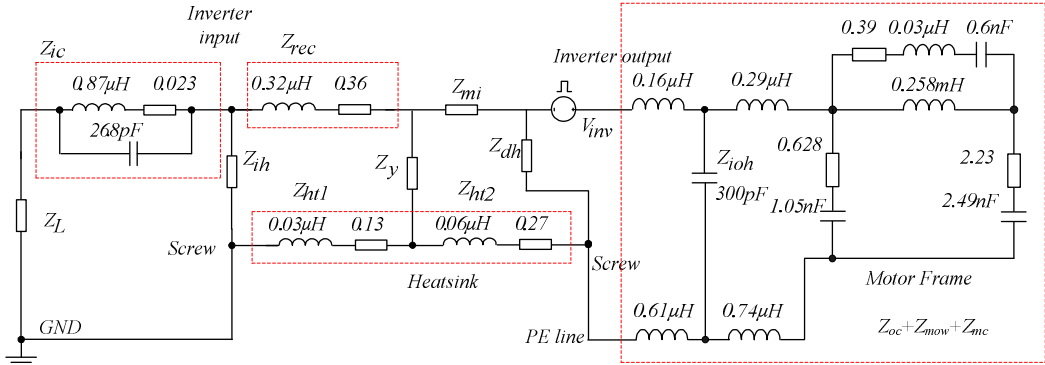 Inverter
input
Z_ic
0.87μH 0.023
268pF
Z_rec
0.32μH 0.36
Z_mi
Inverter output
V_inv
0.16μH
0.29μH
0.39 0.03μH 0.6nF
0.258mH
Z_ih
Z_y
Z_dh
Z_ioh
300pF
0.628
1.05nF
2.23
2.49nF
Z_L
Z_ht1
0.03μH 0.13
Z_ht2
0.06μH 0.27
Screw
Heatsink
Screw
Motor Frame
GND
PE line
0.61μH
0.74μH
Z_oc+Z_mow+Z_mc